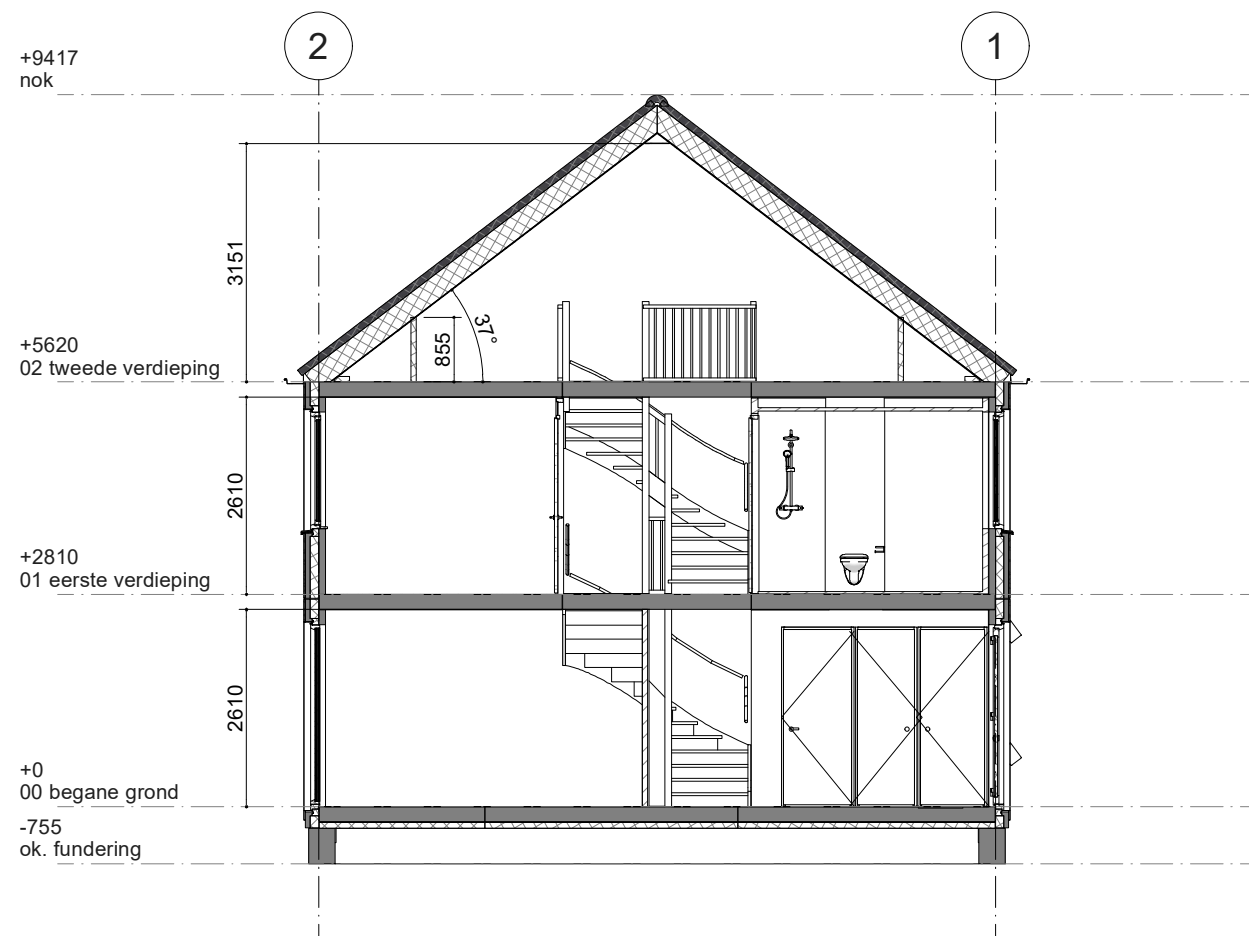 2
1
+9417
nok
3151
37°
855
+5620
02 tweede verdieping
2610
+2810
01 eerste verdieping
2610
+0
00 begane grond
-755
ok. fundering